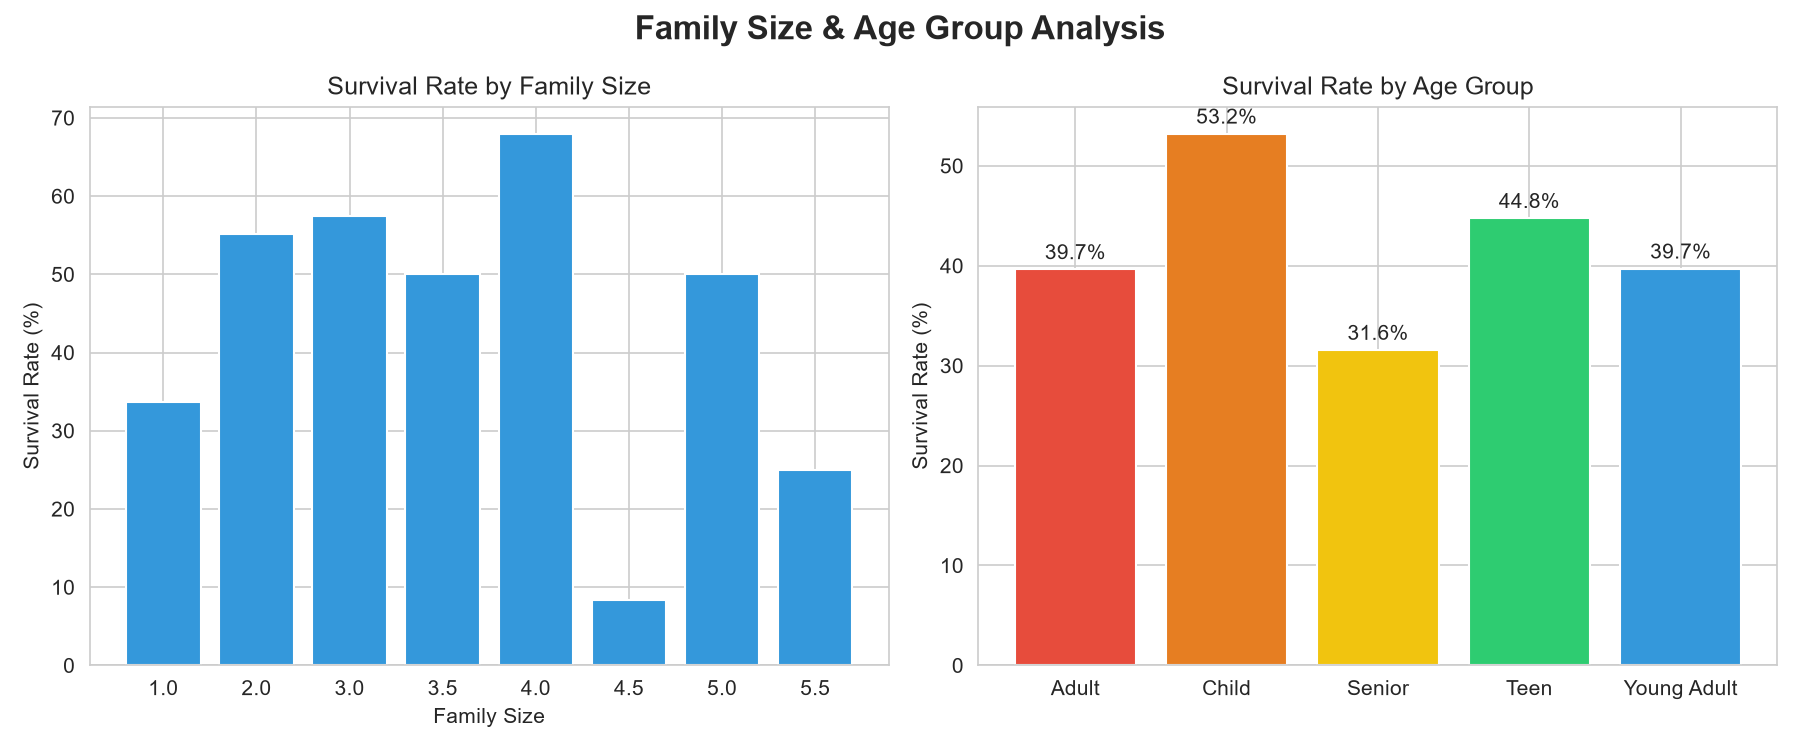 Family Size & Age Group Analysis
Survival Rate by Family Size
Survival Rate (%)
70
60
50
40
30
20
10
0
1.0 2.0 3.0 3.5 4.0 4.5 5.0 5.5
Family Size
Survival Rate by Age Group
Survival Rate (%)
50
40
30
20
10
0
39.7%
53.2%
31.6%
44.8%
39.7%
Adult Child Senior Teen Young Adult